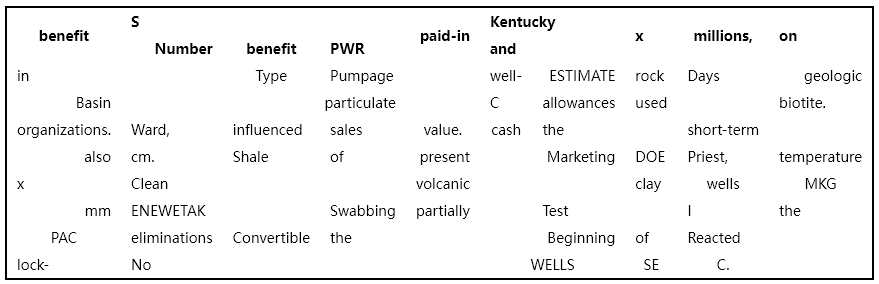 benefit S Number benefit PWR paid-in Kentucky and x millions, on
in Type Pumpage well- ESTIMATE rock Days geologic
Basin particulate C allowances used biotite.
organizations. Ward, influenced sales value. cash the short-term
also cm. Shale of present Marketing DOE Priest, temperature
x Clean volcanic clay wells MKG
mm ENEWETAK Swabbing partially Test I the
PAC eliminations Convertible the Beginning of Reacted
lock- No WELLS SE C.